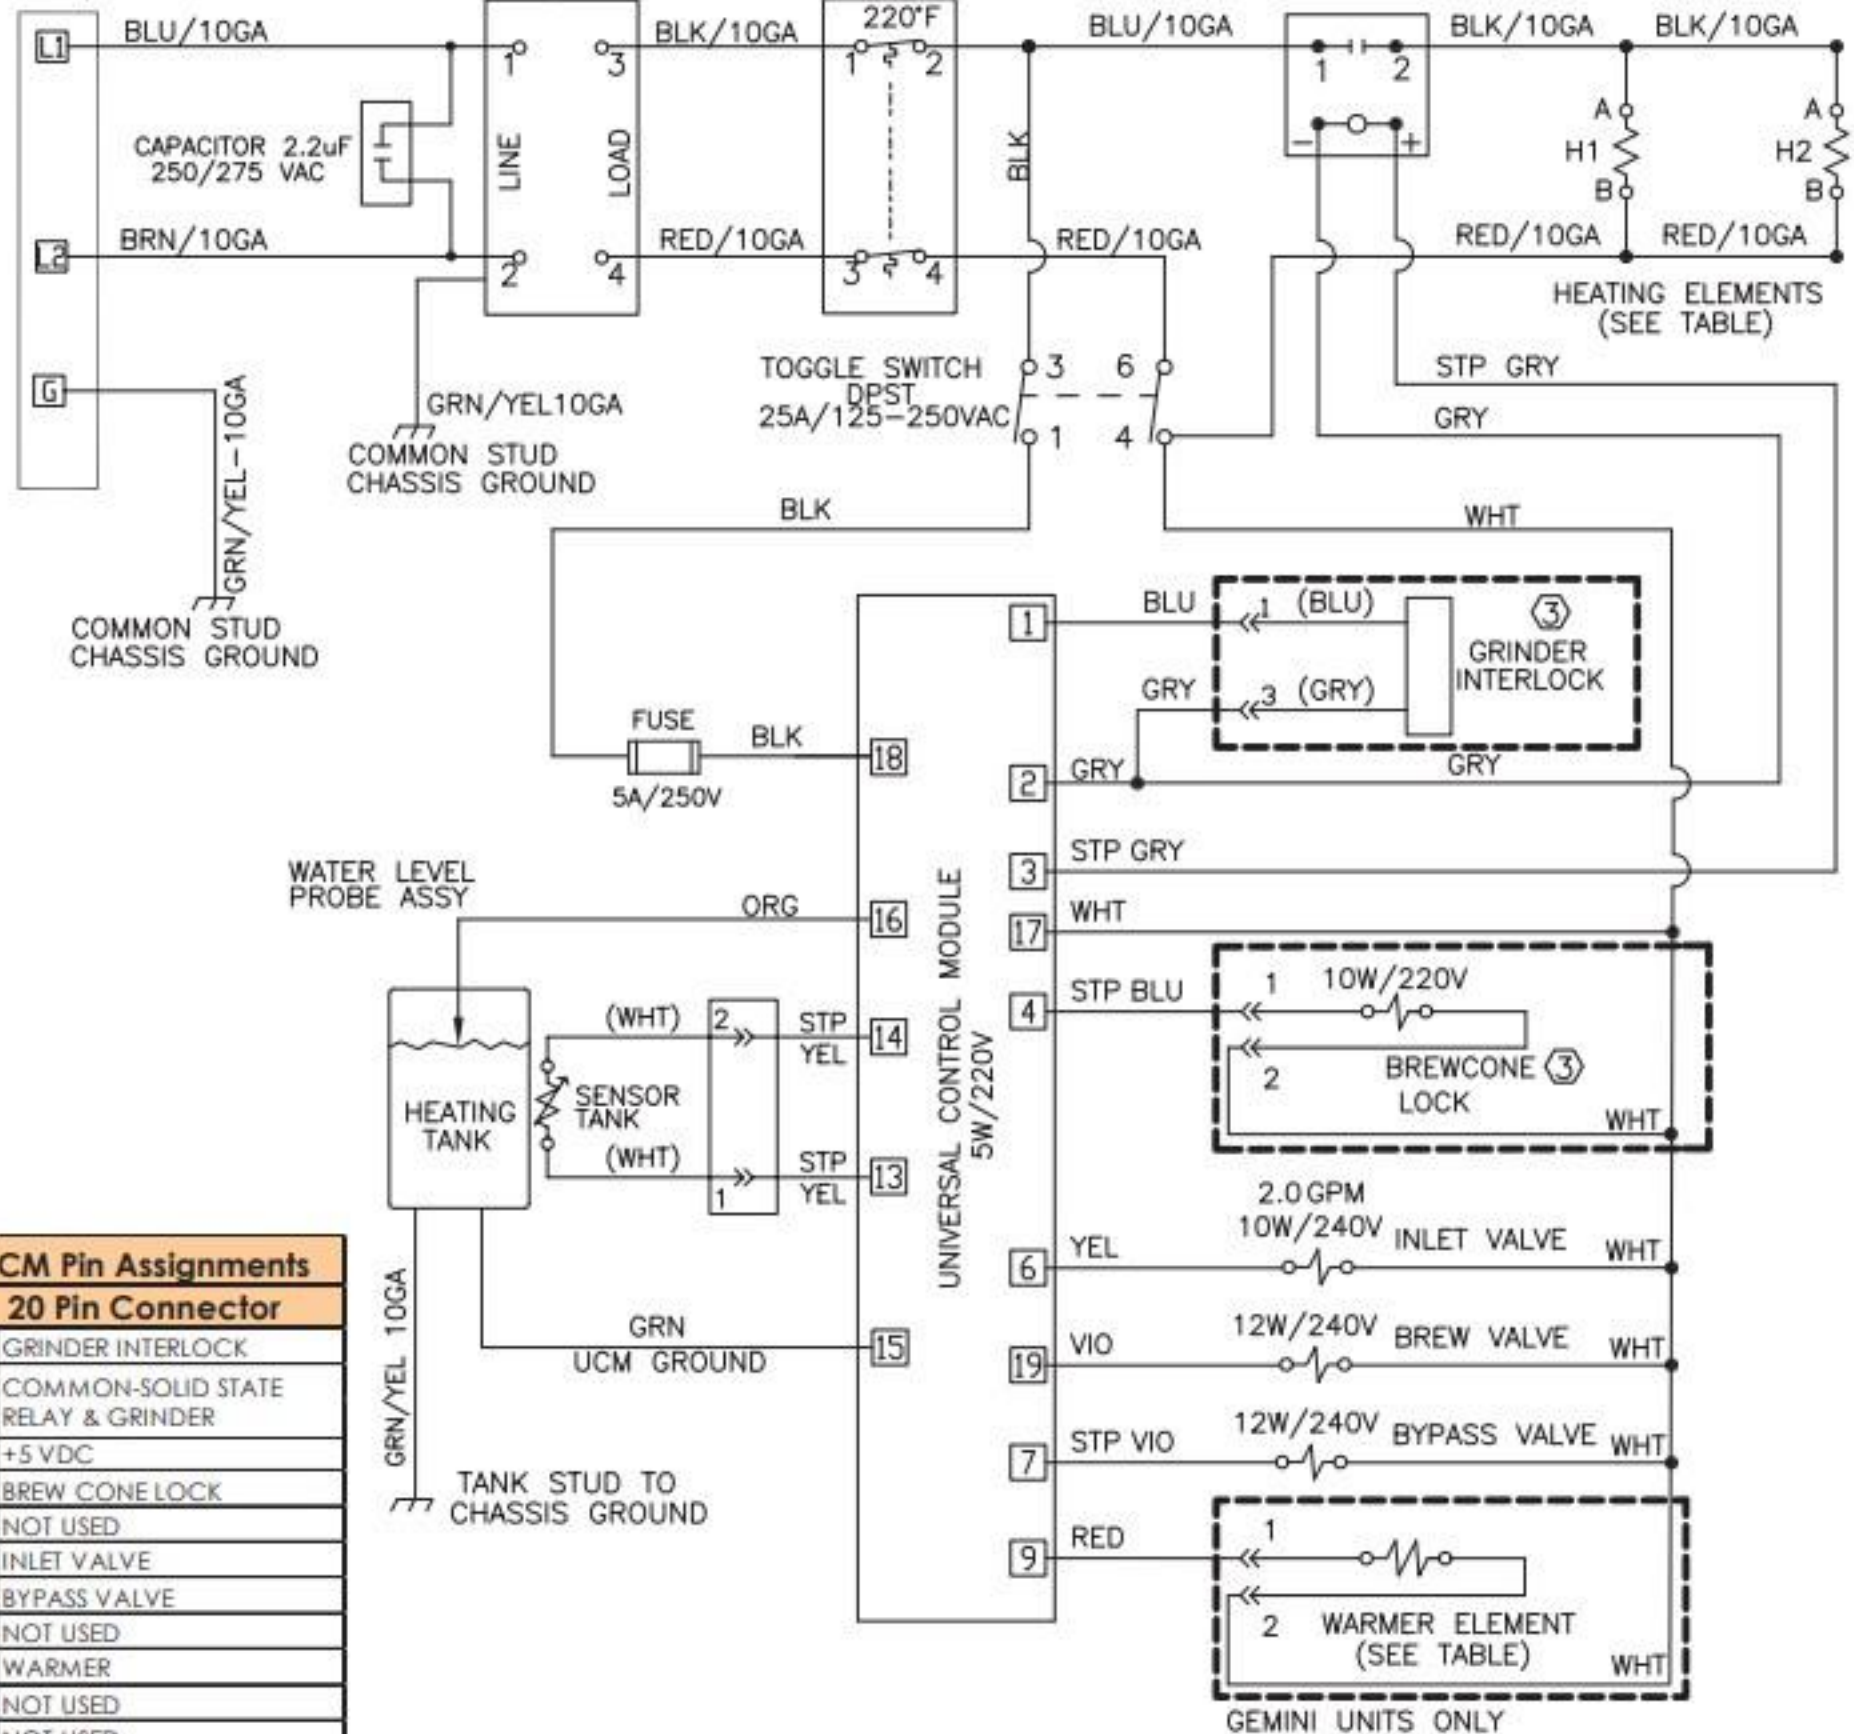 220°F
L1
BLU/10GA
BLK/10GA
BLU/10GA
BLK/10GA
BLK/10GA
1
3
1
2
1
2
CAPACITOR 2.2uF
250/275 VAC
LINE
LOAD
BLK
-
+
A
H1
B
A
H2
B
L2
BRN/10GA
RED/10GA
RED/10GA
RED/10GA
RED/10GA
2
4
3
4
HEATING ELEMENTS
(SEE TABLE)
TOGGLE SWITCH
DPST
25A/125-250VAC
3
6
1
4
STP GRY
GRY
G
GRN/YEL-10GA
GRN/YEL10GA
COMMON STUD
CHASSIS GROUND
COMMON STUD
CHASSIS GROUND
BLK
WHT
1
BLU
1
(BLU)
3
GRINDER
INTERLOCK
GRY
3
(GRY)
FUSE
BLK
18
5A/250V
2
GRY
GRY
3
STP GRY
WATER LEVEL
PROBE ASSY
ORG
16
17
WHT
UNIVERSAL CONTROL MODULE
5W/220V
4
STP BLU
1
10W/220V
2
BREWCONE 3
LOCK
WHT
(WHT)
2
STP
YEL
14
HEATING
TANK
SENSOR
TANK
(WHT)
1
STP
YEL
13
2.0 GPM
10W/240V
INLET VALVE
WHT
6
YEL
GRN
UCM GROUND
15
12W/240V
BREW VALVE
WHT
19
VIO
12W/240V
BYPASS VALVE
WHT
7
STP VIO
GRN/YEL 10GA
TANK STUD TO
CHASSIS GROUND
9
RED
1
2
WARMER ELEMENT
(SEE TABLE)
WHT
GEMINI UNITS ONLY
CM Pin Assignments
20 Pin Connector
GRINDER INTERLOCK
COMMON-SOLID STATE
RELAY & GRINDER
+5 VDC
BREW CONE LOCK
NOT USED
INLET VALVE
BYPASS VALVE
NOT USED
WARMER
NOT USED
NOT USED